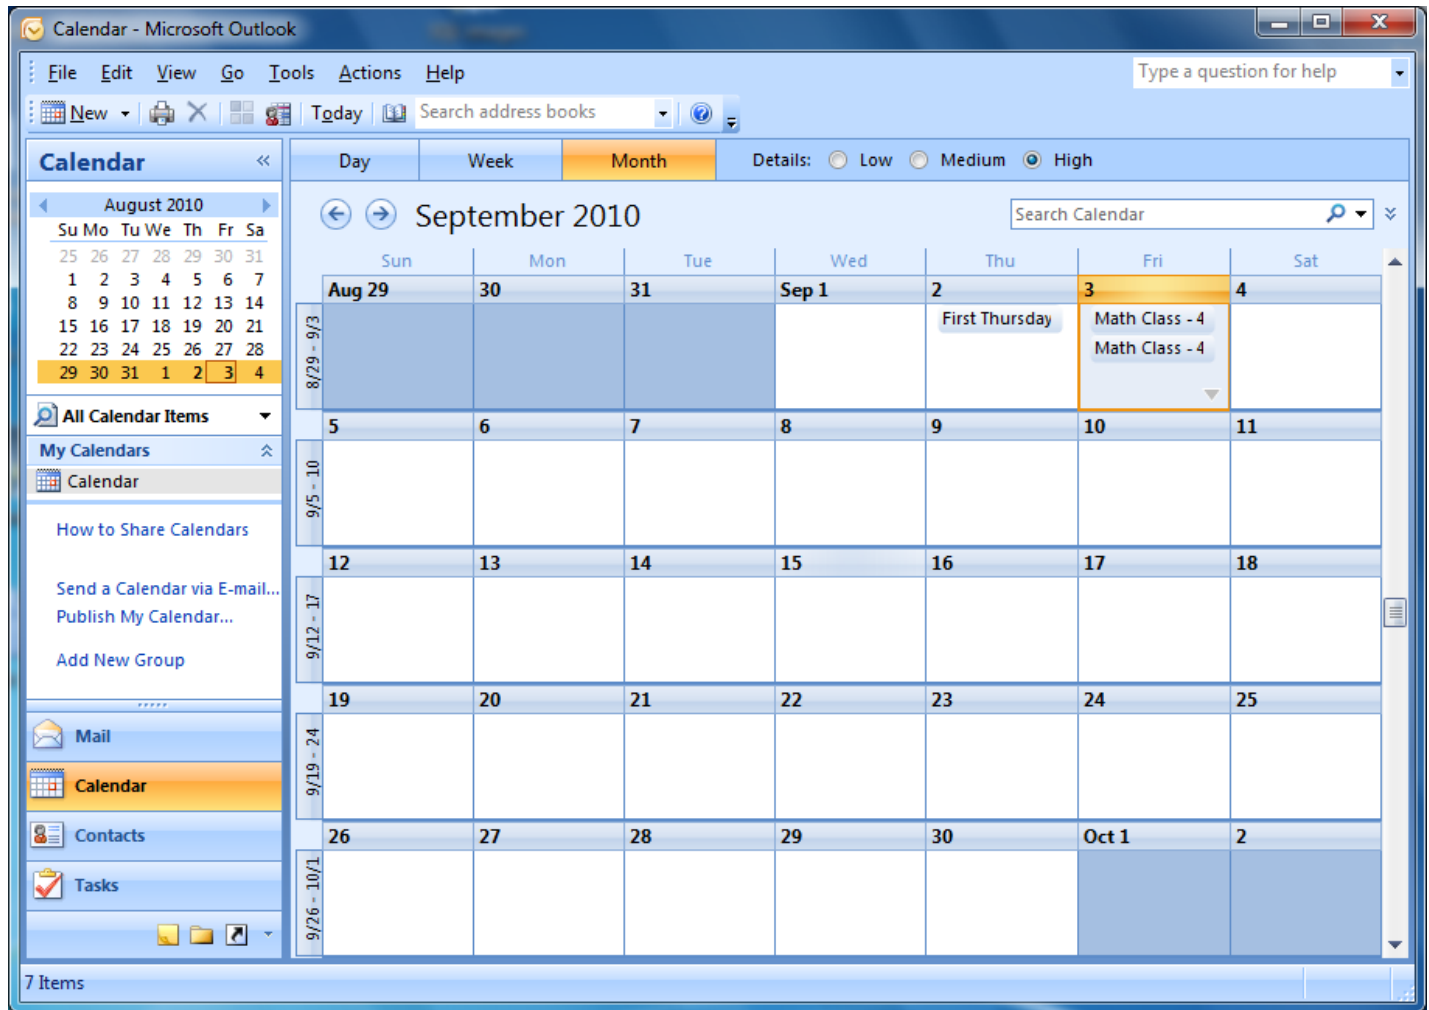 Calendar - Microsoft Outlook
File Edit View Go Tools Actions Help
Type a question for help
New Today Search address books
Calendar «
Day Week Month Details: Low Medium High
August 2010
Su Mo Tu We Th Fr Sa
25 26 27 28 29 30 31
1 2 3 4 5 6 7
8 9 10 11 12 13 14
15 16 17 18 19 20 21
22 23 24 25 26 27 28
29 30 31 1 2 3 4
All Calendar Items
My Calendars
Calendar
How to Share Calendars
Send a Calendar via E-mail...
Publish My Calendar...
Add New Group
Mail
Calendar
Contacts
Tasks
September 2010
Search Calendar
Sun Mon Tue Wed Thu Fri Sat
8/29 - 9/3
Aug 29 30 31 Sep 1 2 3 4
First Thursday
Math Class - 4
Math Class - 4
9/5 - 10
5 6 7 8 9 10 11
9/12 - 17
12 13 14 15 16 17 18
9/19 - 24
19 20 21 22 23 24 25
9/26 - 10/1
26 27 28 29 30 Oct 1 2
7 Items